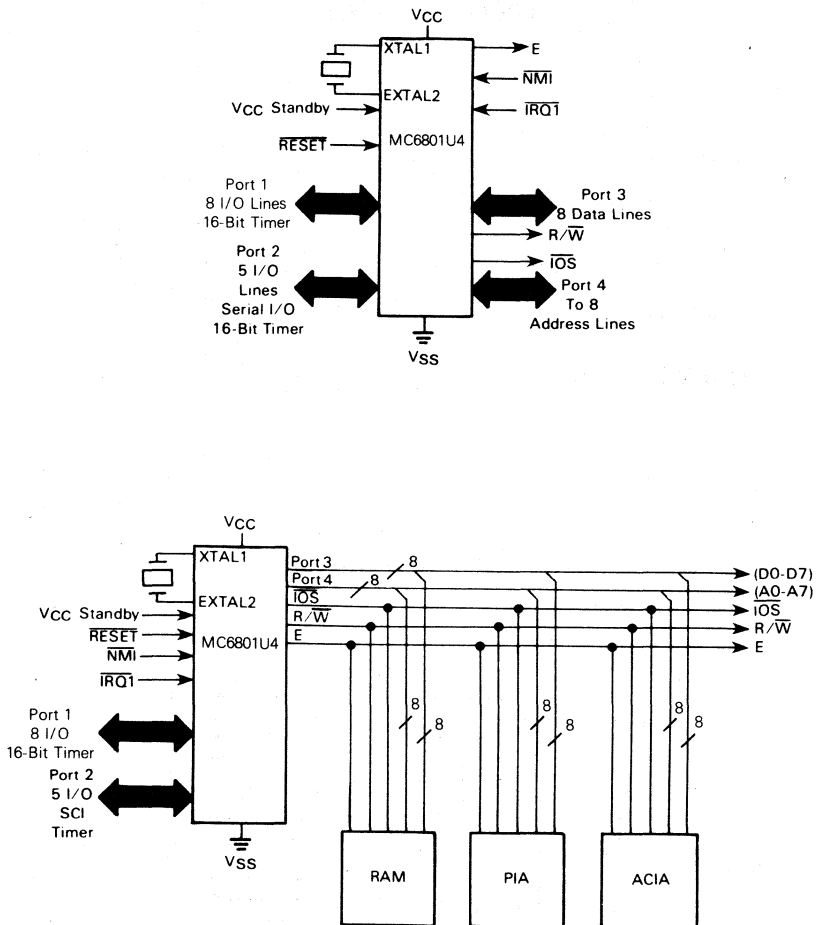 VCC
XTAL1
E
NMI
EXTAL2
VCC Standby
IRQ1
RESET
MC6801U4
Port 1
8 I/O Lines
16-Bit Timer
Port 3
8 Data Lines
R/W
Port 2
5 I/O
Lines
Serial I/O
16-Bit Timer
IOS
Port 4
To 8
Address Lines
VSS
VCC
XTAL1
Port 3
8
(D0-D7)
Port 4
8
(A0-A7)
EXTAL2
IOS
IOS
VCC Standby
R/W
R/W
RESET
MC6801U4
E
E
NMI
IRQ1
8
8
8
8
8
8
Port 1
8 I/O
16-Bit Timer
Port 2
5 I/O
SCI
Timer
VSS
RAM
PIA
ACIA